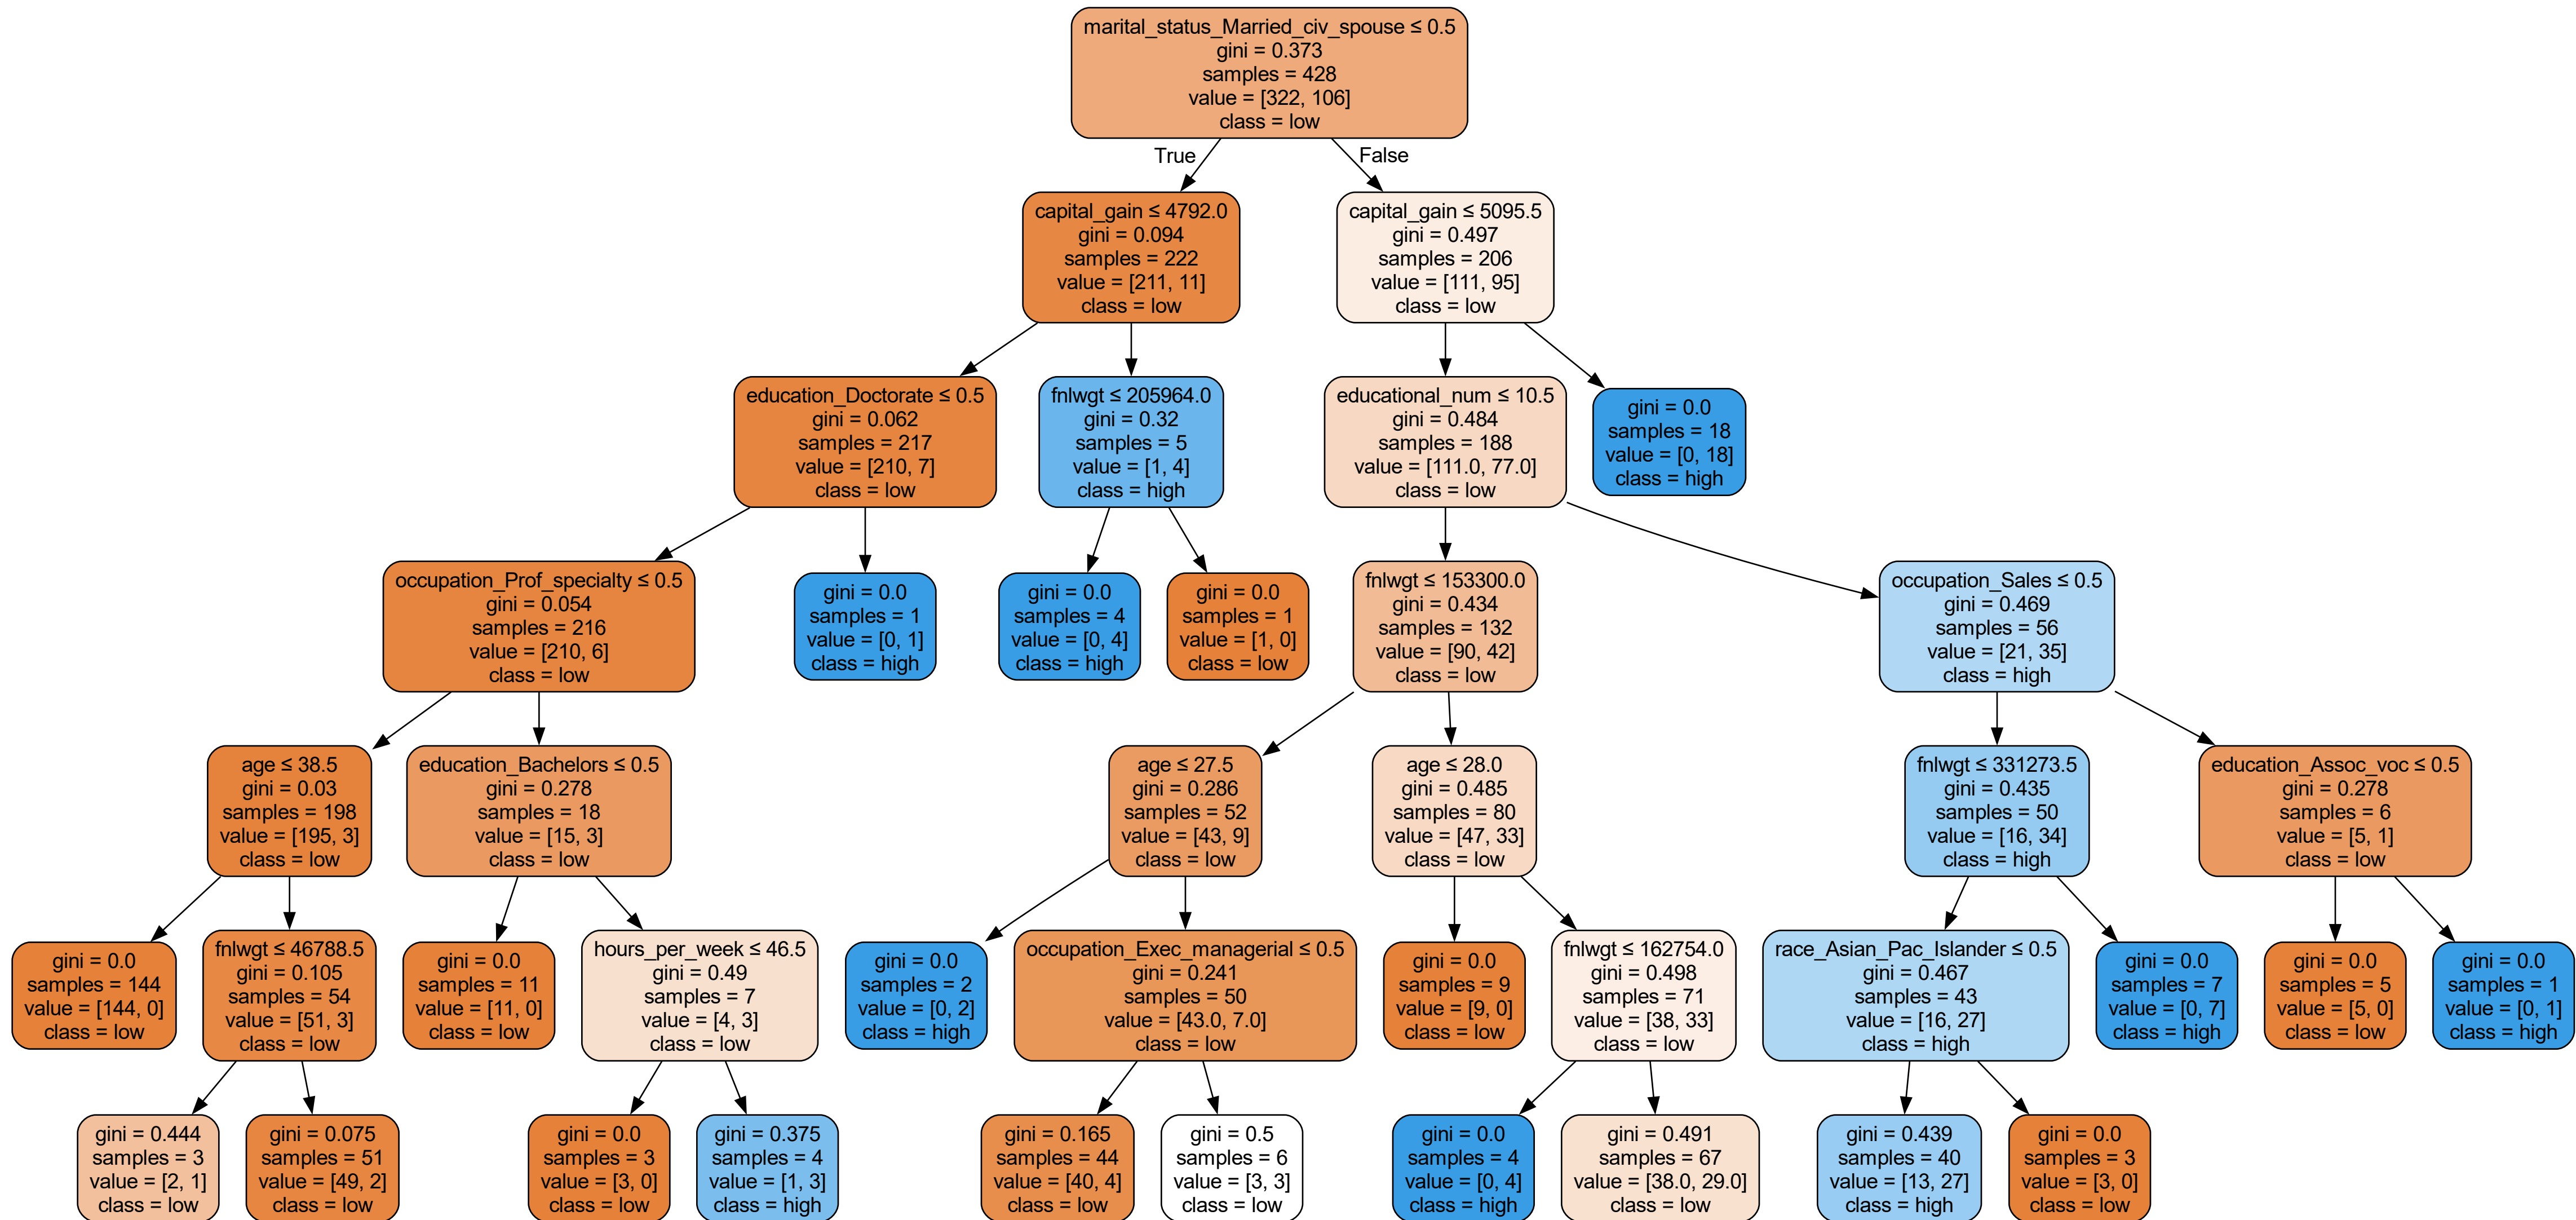 marital_status_Married_civ_spouse ≤ 0.5
gini = 0.373
samples = 428
value = [322, 106]
class = low
True
False
capital_gain ≤ 4792.0
gini = 0.094
samples = 222
value = [211, 11]
class = low
capital_gain ≤ 5095.5
gini = 0.497
samples = 206
value = [111, 95]
class = low
education_Doctorate ≤ 0.5
gini = 0.062
samples = 217
value = [210, 7]
class = low
fnlwgt ≤ 205964.0
gini = 0.32
samples = 5
value = [1, 4]
class = high
educational_num ≤ 10.5
gini = 0.484
samples = 188
value = [111.0, 77.0]
class = low
gini = 0.0
samples = 18
value = [0, 18]
class = high
occupation_Prof_specialty ≤ 0.5
gini = 0.054
samples = 216
value = [210, 6]
class = low
gini = 0.0
samples = 1
value = [0, 1]
class = high
gini = 0.0
samples = 4
value = [0, 4]
class = high
gini = 0.0
samples = 1
value = [1, 0]
class = low
fnlwgt ≤ 153300.0
gini = 0.434
samples = 132
value = [90, 42]
class = low
occupation_Sales ≤ 0.5
gini = 0.469
samples = 56
value = [21, 35]
class = high
age ≤ 38.5
gini = 0.03
samples = 198
value = [195, 3]
class = low
education_Bachelors ≤ 0.5
gini = 0.278
samples = 18
value = [15, 3]
class = low
age ≤ 27.5
gini = 0.286
samples = 52
value = [43, 9]
class = low
age ≤ 28.0
gini = 0.485
samples = 80
value = [47, 33]
class = low
fnlwgt ≤ 331273.5
gini = 0.435
samples = 50
value = [16, 34]
class = high
education_Assoc_voc ≤ 0.5
gini = 0.278
samples = 6
value = [5, 1]
class = low
gini = 0.0
samples = 144
value = [144, 0]
class = low
fnlwgt ≤ 46788.5
gini = 0.105
samples = 54
value = [51, 3]
class = low
gini = 0.0
samples = 11
value = [11, 0]
class = low
hours_per_week ≤ 46.5
gini = 0.49
samples = 7
value = [4, 3]
class = low
gini = 0.0
samples = 2
value = [0, 2]
class = high
occupation_Exec_managerial ≤ 0.5
gini = 0.241
samples = 50
value = [43.0, 7.0]
class = low
gini = 0.0
samples = 9
value = [9, 0]
class = low
fnlwgt ≤ 162754.0
gini = 0.498
samples = 71
value = [38, 33]
class = low
race_Asian_Pac_Islander ≤ 0.5
gini = 0.467
samples = 43
value = [16, 27]
class = high
gini = 0.0
samples = 7
value = [0, 7]
class = high
gini = 0.0
samples = 5
value = [5, 0]
class = low
gini = 0.0
samples = 1
value = [0, 1]
class = high
gini = 0.444
samples = 3
value = [2, 1]
class = low
gini = 0.075
samples = 51
value = [49, 2]
class = low
gini = 0.0
samples = 3
value = [3, 0]
class = low
gini = 0.375
samples = 4
value = [1, 3]
class = high
gini = 0.165
samples = 44
value = [40, 4]
class = low
gini = 0.5
samples = 6
value = [3, 3]
class = low
gini = 0.0
samples = 4
value = [0, 4]
class = high
gini = 0.491
samples = 67
value = [38.0, 29.0]
class = low
gini = 0.439
samples = 40
value = [13, 27]
class = high
gini = 0.0
samples = 3
value = [3, 0]
class = low